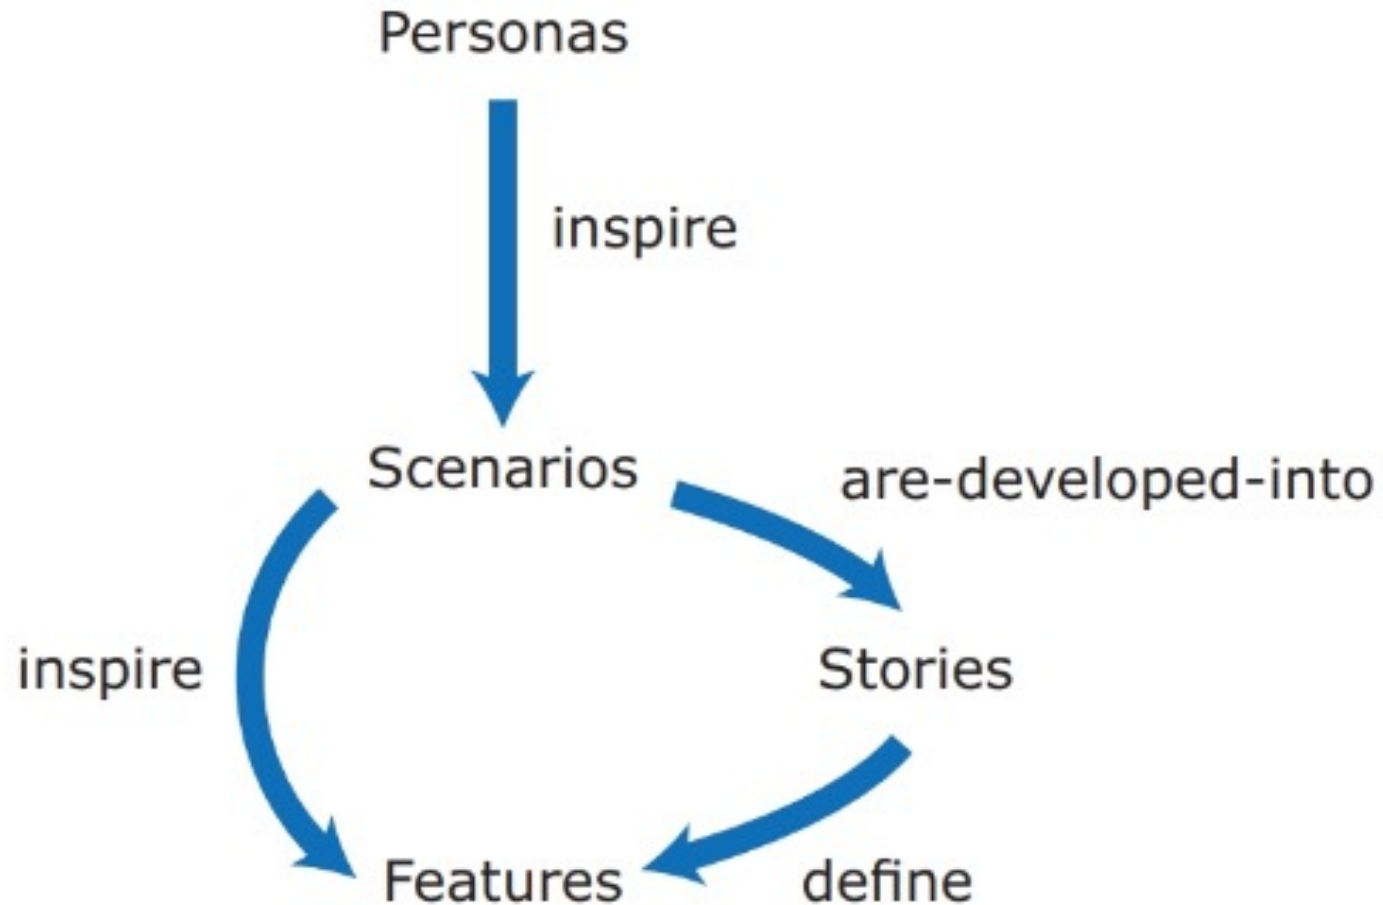 Personas
inspire
Scenarios
are-developed-into
inspire
Stories
Features
define